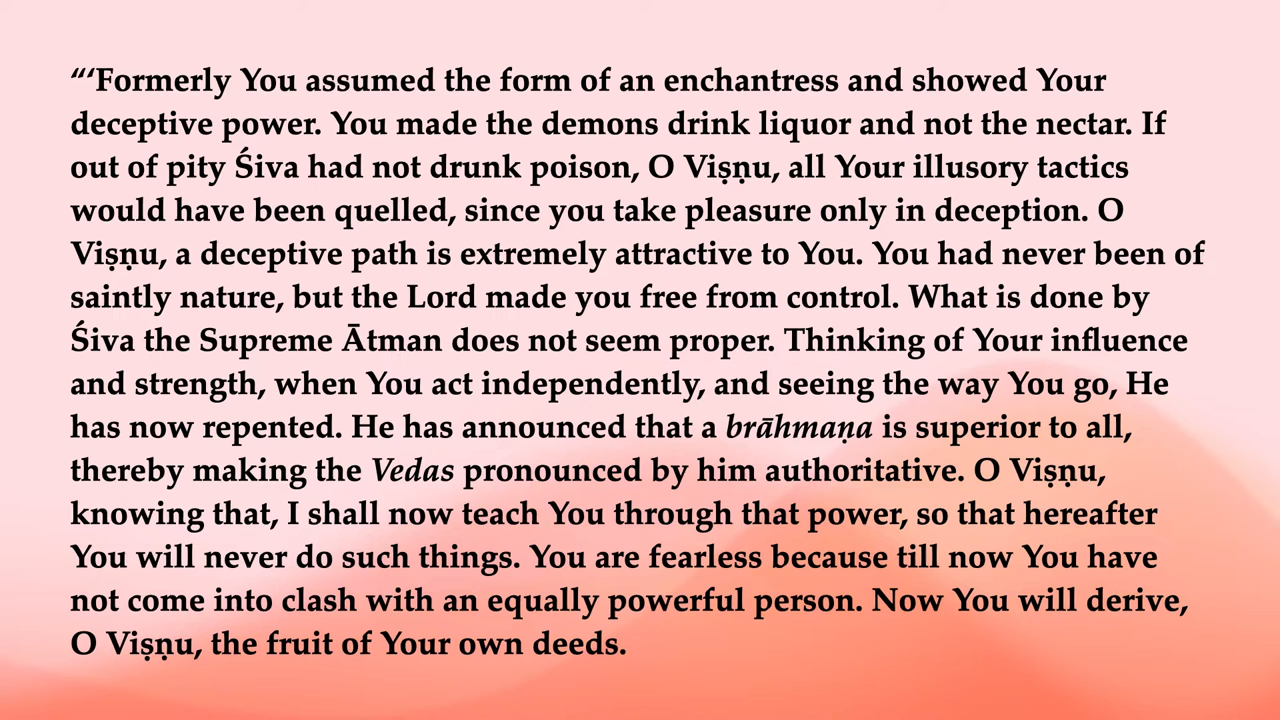 “‘Formerly You assumed the form of an enchantress and showed Your
deceptive power. You made the demons drink liquor and not the nectar. If
out of pity Śiva had not drunk poison, O Viṣṇu, all Your illusory tactics
would have been quelled, since you take pleasure only in deception. O
Viṣṇu, a deceptive path is extremely attractive to You. You had never been of
saintly nature, but the Lord made you free from control. What is done by
Śiva the Supreme Ātman does not seem proper. Thinking of Your influence
and strength, when You act independently, and seeing the way You go, He
has now repented. He has announced that a brāhmaṇa is superior to all,
thereby making the Vedas pronounced by him authoritative. O Viṣṇu,
knowing that, I shall now teach You through that power, so that hereafter
You will never do such things. You are fearless because till now You have
not come into clash with an equally powerful person. Now You will derive,
O Viṣṇu, the fruit of Your own deeds.